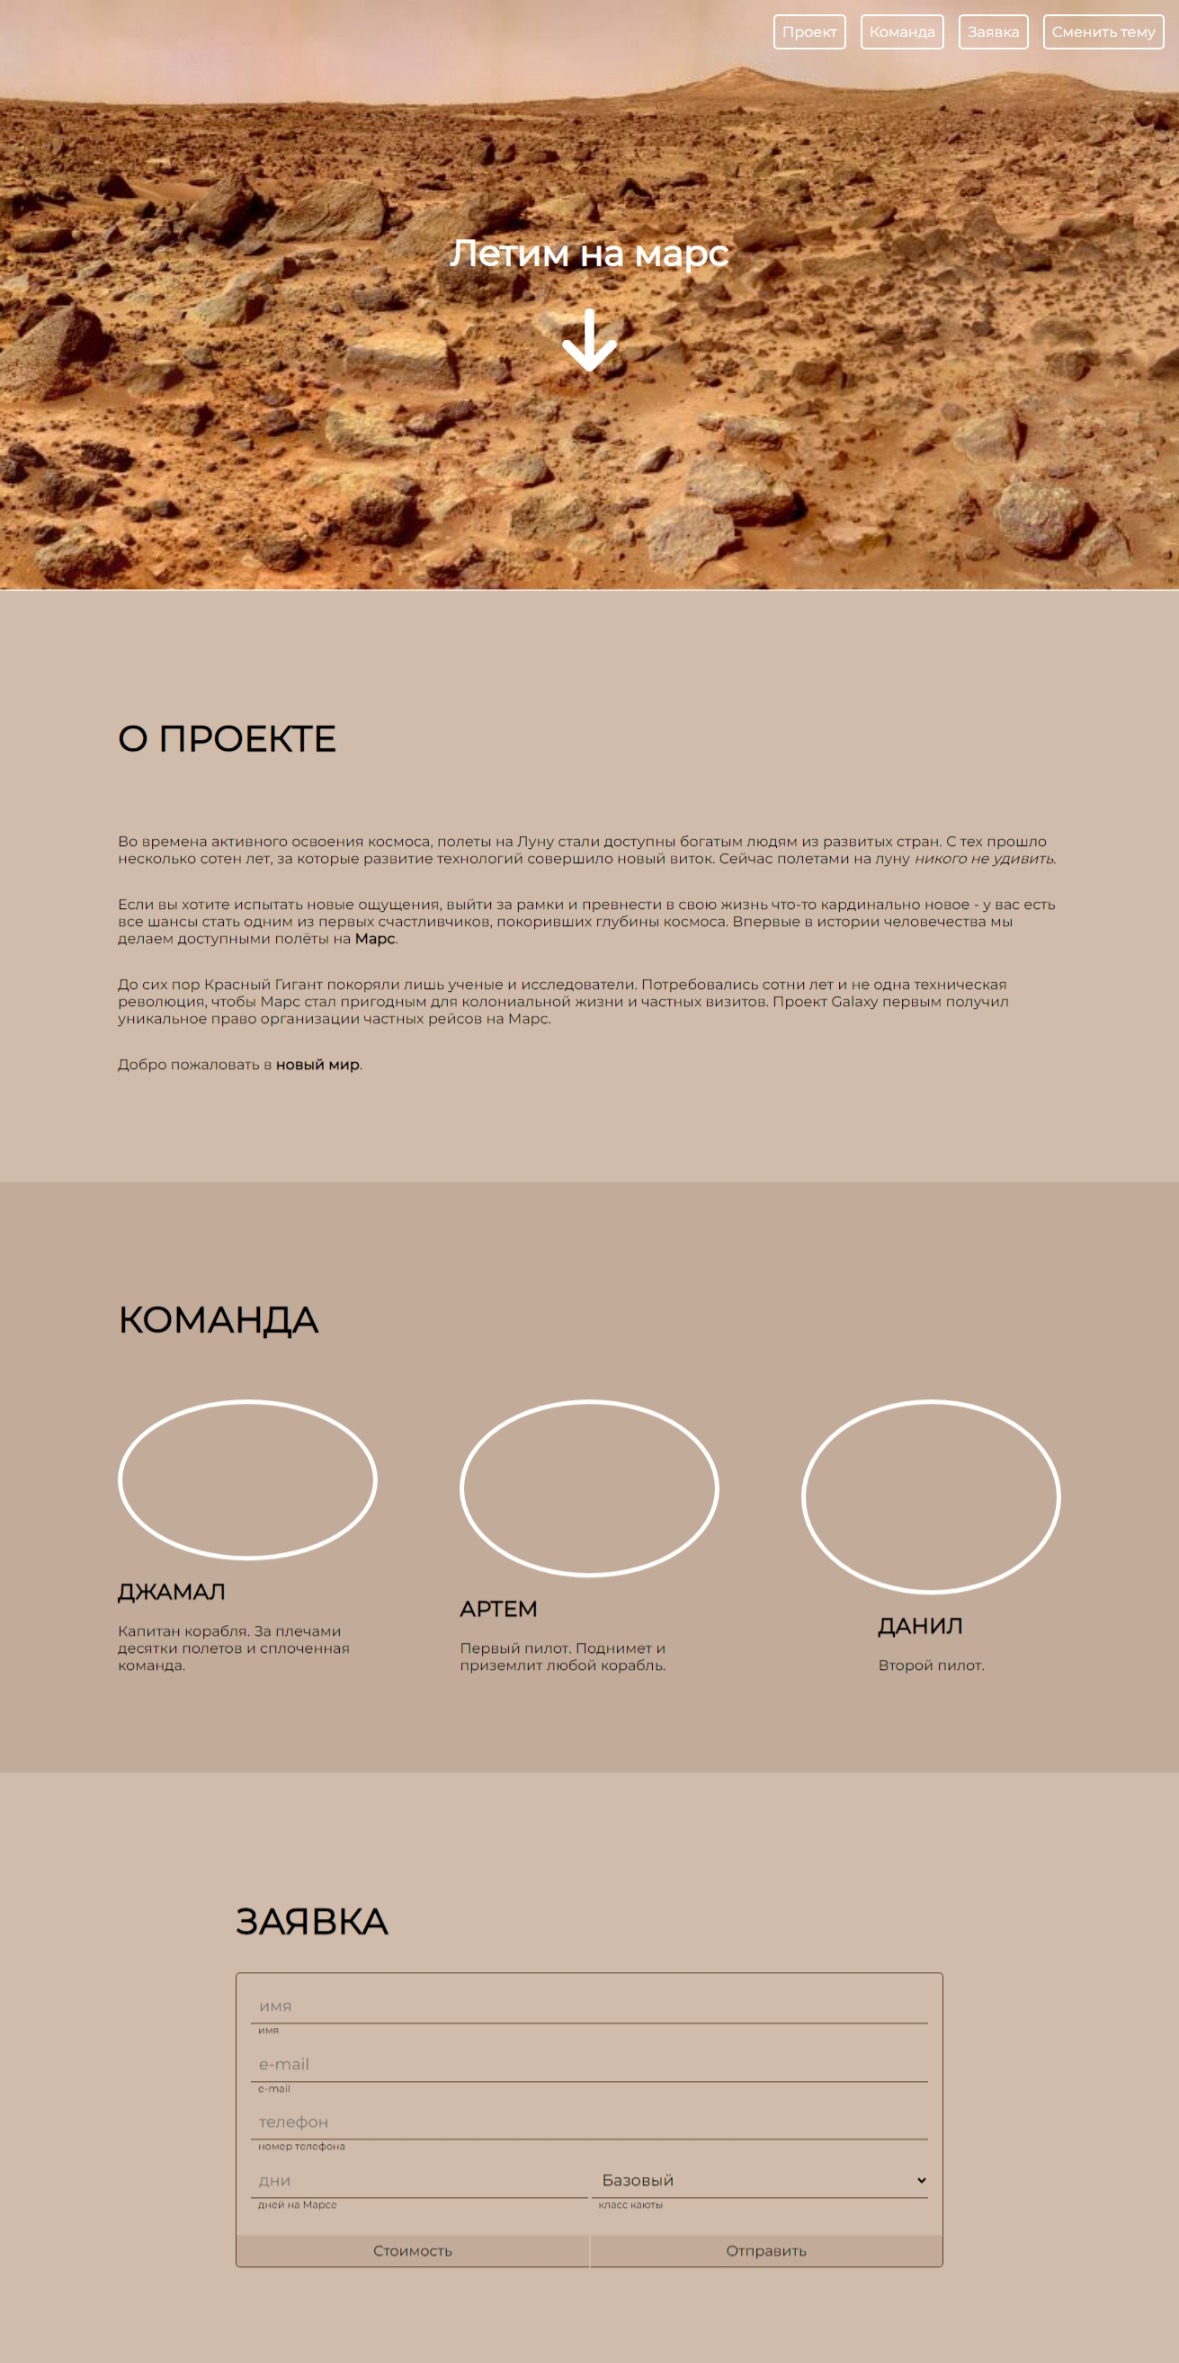 Проект Команда Заявка Сменить тему
Летим на марс
О ПРОЕКТЕ
Во времена активного освоения космоса, полеты на Луну стали доступны богатым людям из развитых стран. С тех прошло
несколько сотен лет, за которые развитие технологий совершило новый виток. Сейчас полетами на луну никого не удивить.
Если вы хотите испытать новые ощущения, выйти за рамки и превнести в свою жизнь что-то кардинально новое - у вас есть
все шансы стать одним из первых счастливчиков, покоривших глубины космоса. Впервые в истории человечества мы
делаем доступными полёты на Марс.
До сих пор Красный Гигант покоряли лишь ученые и исследователи. Потребовались сотни лет и не одна техническая
революция, чтобы Марс стал пригодным для колониальной жизни и частных визитов. Проект Galaxy первым получил
уникальное право организации частных рейсов на Марс.
Добро пожаловать в новый мир.
КОМАНДА
ДЖАМАЛ
Капитан корабля. За плечами
десятки полетов и сплоченная
команда.
АРТЕМ
Первый пилот. Поднимет и
приземлит любой корабль.
ДАНИЛ
Второй пилот.
ЗАЯВКА
имя
имя
e-mail
e-mail
телефон
номер телефона
дни Базовый
дней на Марсе класс каюты
Стоимость Отправить